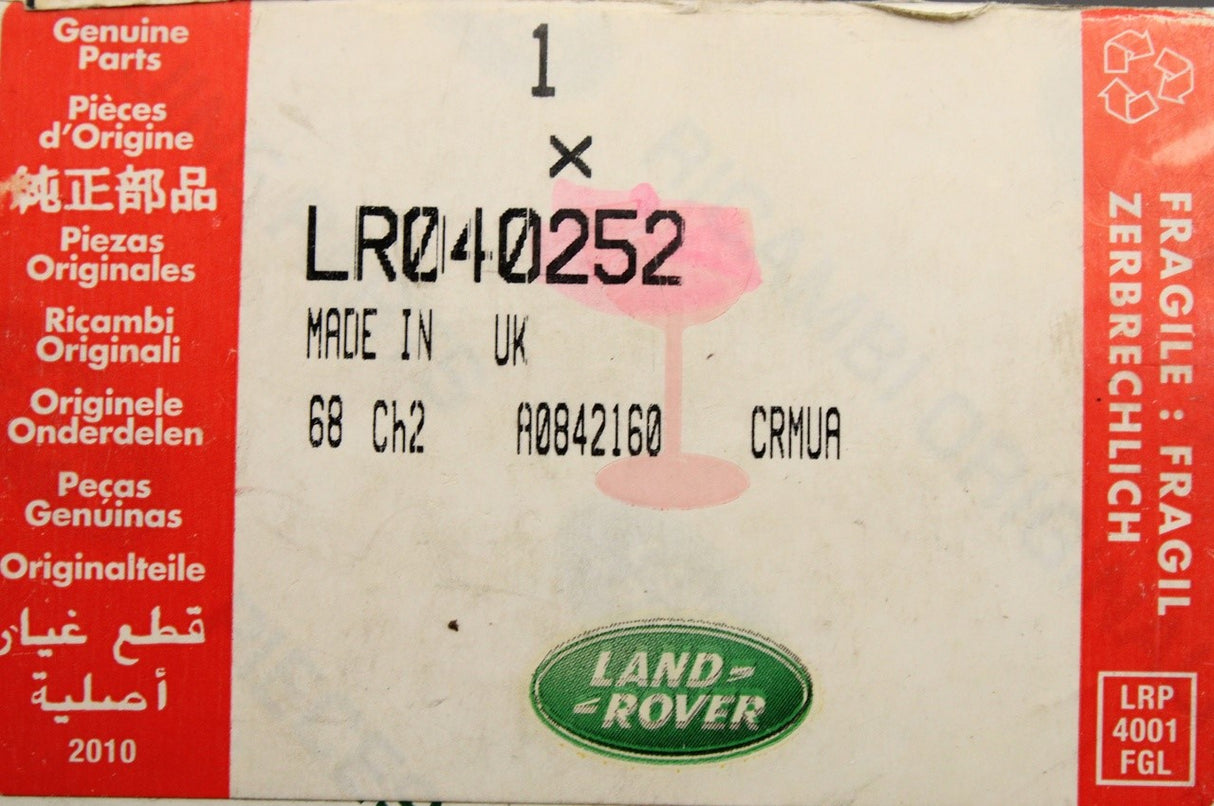 Genuine
Parts
Pièces
d'Origine
純正部品
Piezas
Originales
Ricambi
Originali
Originele
Onderdelen
Peças
Genúinas
Originalteile
قطع غيار
أصلية
2010
1
x
LR040252
MADE IN UK
68 Ch2 A0842160 CRMUA
LAND
ROVER
FRAGILE : FRAGIL
ZERBRECHLICH
LRP
4001
FGL